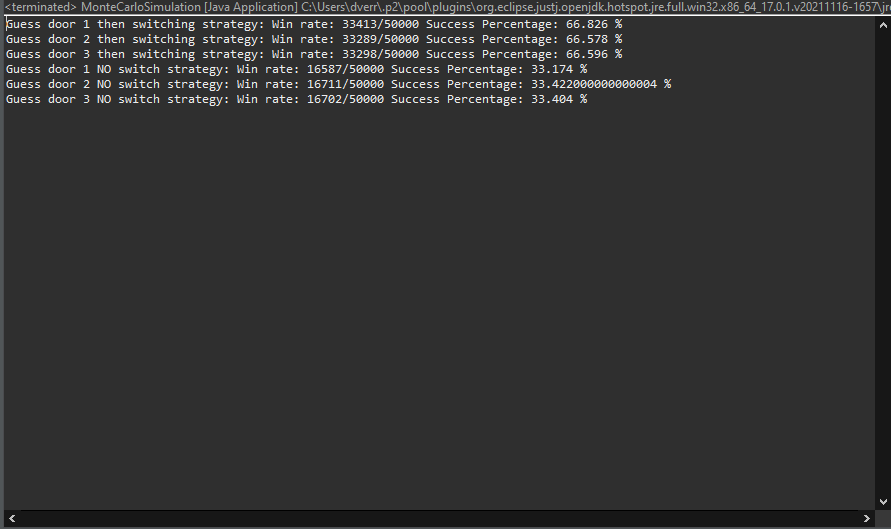 <terminated> MonteCarloSimulation [Java Application] C:\Users\dverr\.p2\pool\plugins\org.eclipse.justj.openjdk.hotspot.jre.full.win32.x86_64_17.0.1.v20211116-1657\jre
Guess door 1 then switching strategy: Win rate: 33413/50000 Success Percentage: 66.826 %
Guess door 2 then switching strategy: Win rate: 33289/50000 Success Percentage: 66.578 %
Guess door 3 then switching strategy: Win rate: 33298/50000 Success Percentage: 66.596 %
Guess door 1 NO switch strategy: Win rate: 16587/50000 Success Percentage: 33.174 %
Guess door 2 NO switch strategy: Win rate: 16711/50000 Success Percentage: 33.422000000000004 %
Guess door 3 NO switch strategy: Win rate: 16702/50000 Success Percentage: 33.404 %